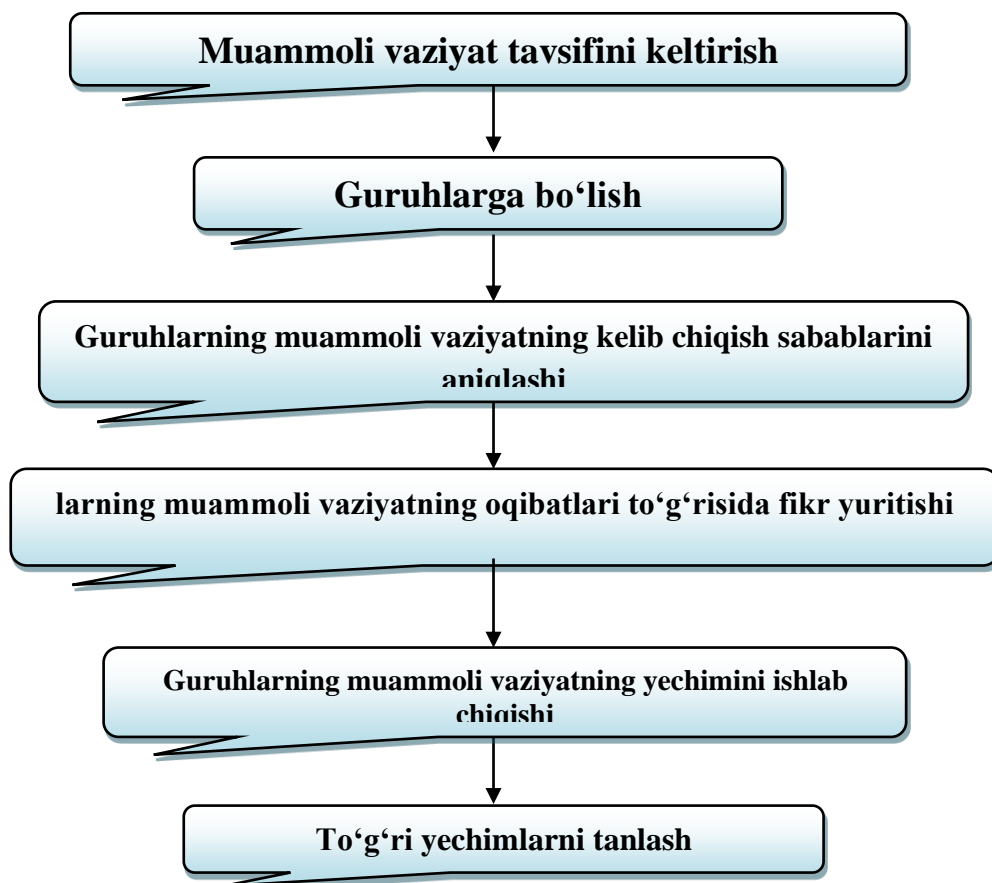 Muammoli vaziyat tavsifini keltirish
Guruhlarga bo‘lish
Guruhlarning muammoli vaziyatning kelib chiqish sabablarini
aniqlashi
larning muammoli vaziyatning oqibatlari to‘g‘risida fikr yuritishi
Guruhlarning muammoli vaziyatning yechimini ishlab
chiqishi
To‘g‘ri yechimlarni tanlash